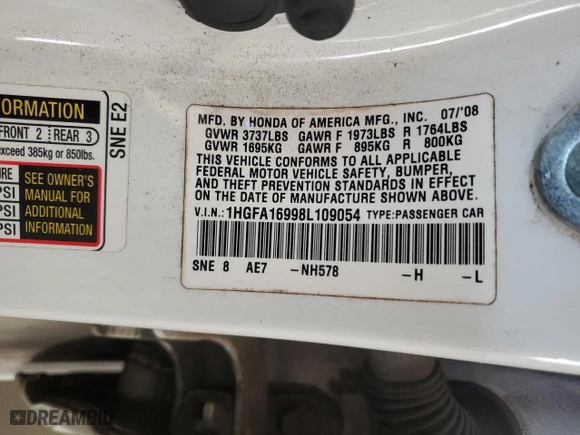 ORMATION
FRONT 2 REAR 3
exceed 385kg or 850lbs.
SNE E2
SEE OWNER'S
MANUAL FOR
ADDITIONAL
INFORMATION
URE
PSI
PSI
PSI
MFD. BY HONDA OF AMERICA MFG., INC. 07/'08
GVWR 3737LBS GAWR F 1973LBS R 1764LBS
GVWR 1695KG GAWR F 895KG R 800KG
THIS VEHICLE CONFORMS TO ALL APPLICABLE
FEDERAL MOTOR VEHICLE SAFETY, BUMPER,
AND THEFT PREVENTION STANDARDS IN EFFECT
ON THE DATE OF MANUFACTURE SHOWN ABOVE.
V.I.N.: 1HGFA16998L109054 TYPE:PASSENGER CAR
SNE 8 AE7 -NH578 -H -L
DREAMBID